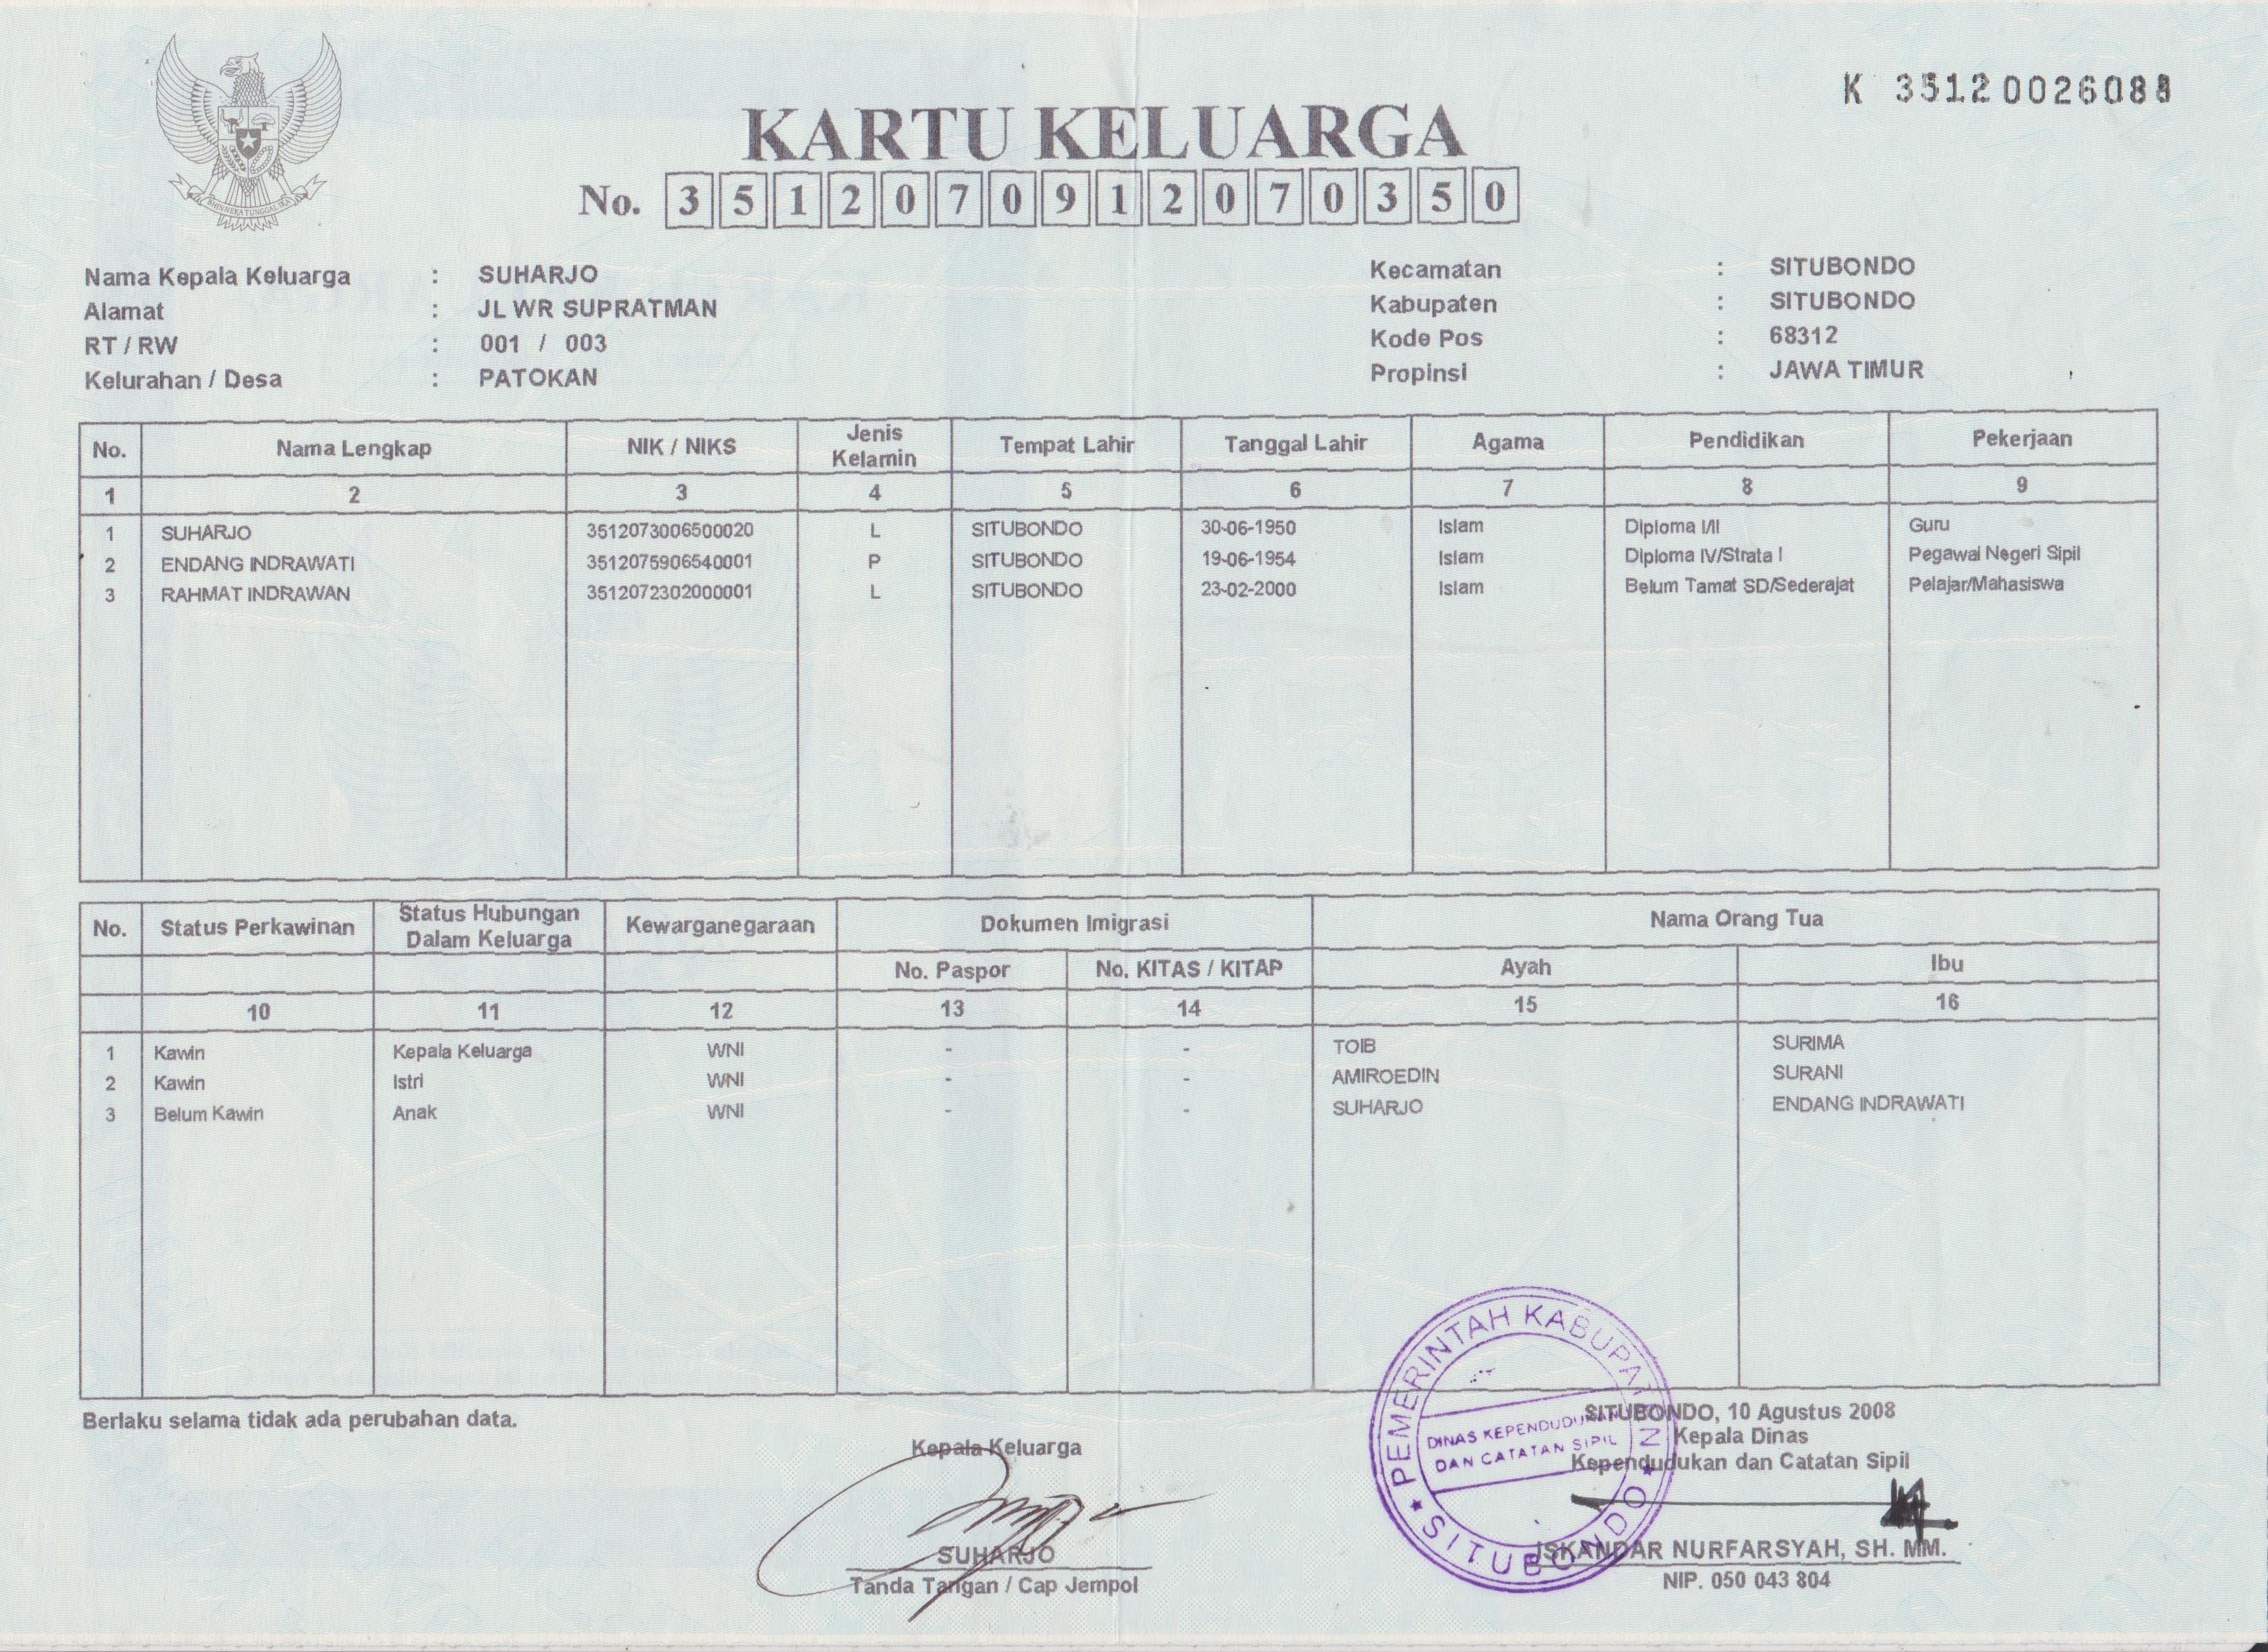 K 35120026088
KARTU KELUARGA
No. 3512070912070350
BHINNEKA TUNGGAL IKA
Nama Kepala Keluarga : SUHARJO
Alamat : JL WR SUPRATMAN
RT / RW : 001 / 003
Kelurahan / Desa : PATOKAN
Kecamatan : SITUBONDO
Kabupaten : SITUBONDO
Kode Pos : 68312
Propinsi : JAWA TIMUR
No. Nama Lengkap NIK / NIKS Jenis Kelamin Tempat Lahir Tanggal Lahir Agama Pendidikan Pekerjaan
1 2 3 4 5 6 7 8 9
1 SUHARJO 3512073006500020 L SITUBONDO 30-06-1950 Islam Diploma I/II Guru
2 ENDANG INDRAWATI 3512075906540001 P SITUBONDO 19-06-1954 Islam Diploma IV/Strata I Pegawai Negeri Sipil
3 RAHMAT INDRAWAN 3512072302000001 L SITUBONDO 23-02-2000 Islam Belum Tamat SD/Sederajat Pelajar/Mahasiswa
No. Status Perkawinan Status Hubungan Dalam Keluarga Kewarganegaraan Dokumen Imigrasi Nama Orang Tua
No. Paspor No. KITAS / KITAP Ayah Ibu
10 11 12 13 14 15 16
1 Kawin Kepala Keluarga WNI - - TOIB SURIMA
2 Kawin Istri WNI - - AMIROEDIN SURANI
3 Belum Kawin Anak WNI - - SUHARJO ENDANG INDRAWATI
Berlaku selama tidak ada perubahan data.
Kepala Keluarga
SUHARJO
Tanda Tangan / Cap Jempol
PEMERINTAH KABUPATEN
DINAS KEPENDUDUKAN
DAN CATATAN SIPIL
SITUBONDO
SITUBONDO, 10 Agustus 2008
Kepala Dinas
Kependudukan dan Catatan Sipil
ISKANDAR NURFARSYAH, SH. MM.
NIP. 050 043 804